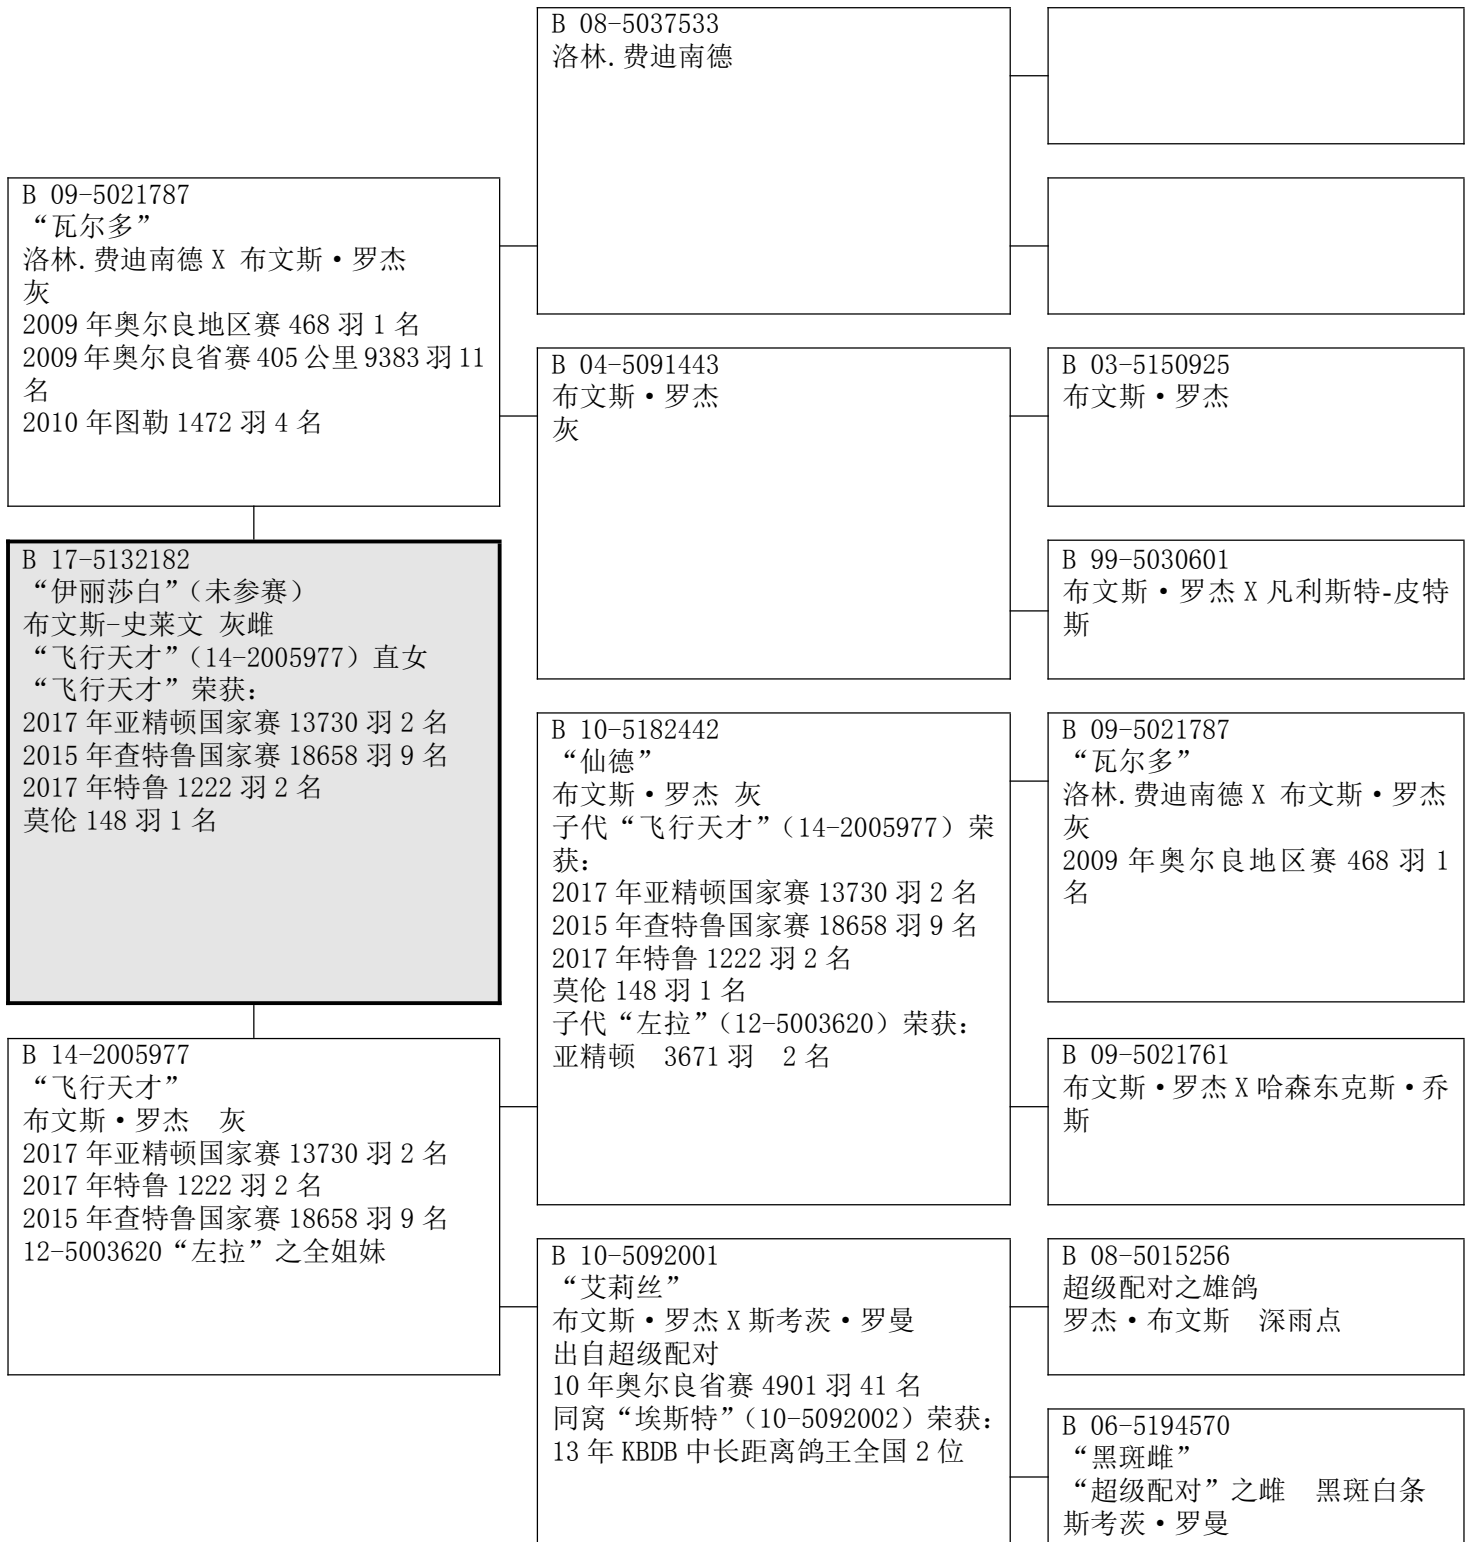 B 08-5037533
洛林.费迪南德
B 09-5021787
“瓦尔多”
洛林.费迪南德 X 布文斯·罗杰
灰
2009 年奥尔良地区赛 468 羽 1 名
2009 年奥尔良省赛 405 公里 9383 羽 11
名
2010 年图勒 1472 羽 4 名
B 04-5091443
布文斯·罗杰
灰
B 03-5150925
布文斯·罗杰
B 99-5030601
布文斯·罗杰 X 凡利斯特-皮特
斯
B 17-5132182
“伊丽莎白”（未参赛）
布文斯-史莱文 灰雌
“飞行天才”（14-2005977）直女
“飞行天才”荣获：
2017 年亚精顿国家赛 13730 羽 2 名
2015 年查特鲁国家赛 18658 羽 9 名
2017 年特鲁 1222 羽 2 名
莫伦 148 羽 1 名
B 10-5182442
“仙德”
布文斯·罗杰 灰
子代“飞行天才”（14-2005977）荣
获：
2017 年亚精顿国家赛 13730 羽 2 名
2015 年查特鲁国家赛 18658 羽 9 名
2017 年特鲁 1222 羽 2 名
莫伦 148 羽 1 名
子代“左拉”（12-5003620）荣获：
亚精顿 3671 羽 2 名
B 09-5021787
“瓦尔多”
洛林.费迪南德 X 布文斯·罗杰
灰
2009 年奥尔良地区赛 468 羽 1
名
B 09-5021761
布文斯·罗杰 X 哈森东克斯·乔
斯
B 14-2005977
“飞行天才”
布文斯·罗杰 灰
2017 年亚精顿国家赛 13730 羽 2 名
2017 年特鲁 1222 羽 2 名
2015 年查特鲁国家赛 18658 羽 9 名
12-5003620“左拉”之全姐妹
B 10-5092001
“艾莉丝”
布文斯·罗杰 X 斯考茨·罗曼
出自超级配对
10 年奥尔良省赛 4901 羽 41 名
同窝“埃斯特”（10-5092002）荣获：
13 年 KBDB 中长距离鸽王全国 2 位
B 08-5015256
超级配对之雄鸽
罗杰·布文斯 深雨点
B 06-5194570
“黑斑雌”
“超级配对”之雌 黑斑白条
斯考茨·罗曼